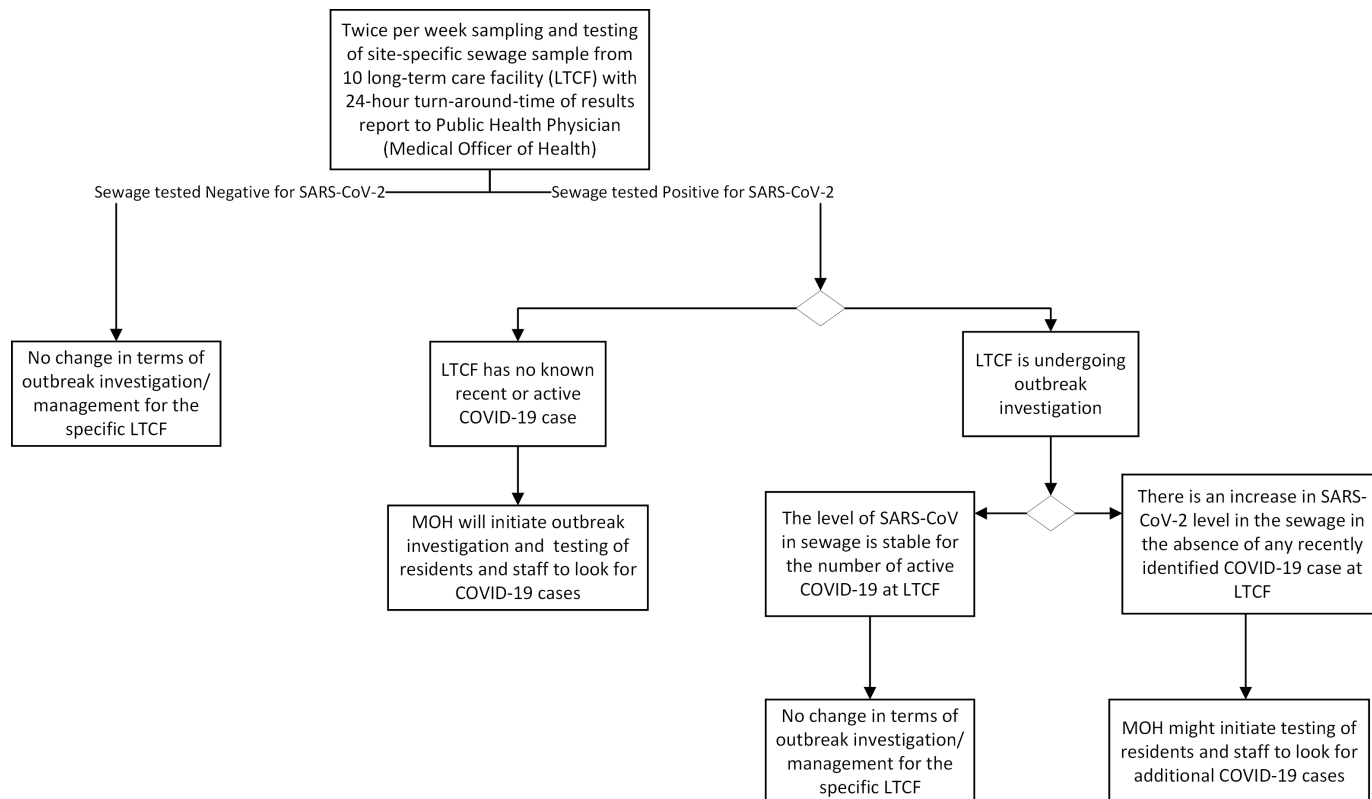 Twice per week sampling and testing
of site-specific sewage sample from
10 long-term care facility (LTCF) with
24-hour turn-around-time of results
report to Public Health Physician
(Medical Officer of Health)
Sewage tested Negative for SARS-CoV-2
Sewage tested Positive for SARS-CoV-2
No change in terms of
outbreak investigation/
management for the
specific LTCF
LTCF has no known
recent or active
COVID-19 case
LTCF is undergoing
outbreak
investigation
MOH will initiate outbreak
investigation and  testing of
residents and staff to look for
COVID-19 cases
The level of SARS-CoV
in sewage is stable for
the number of active
COVID-19 at LTCF
There is an increase in SARS-
CoV-2 level in the sewage in
the absence of any recently
identified COVID-19 case at
LTCF
No change in terms of
outbreak investigation/
management for the
specific LTCF
MOH might initiate testing of
residents and staff to look for
additional COVID-19 cases